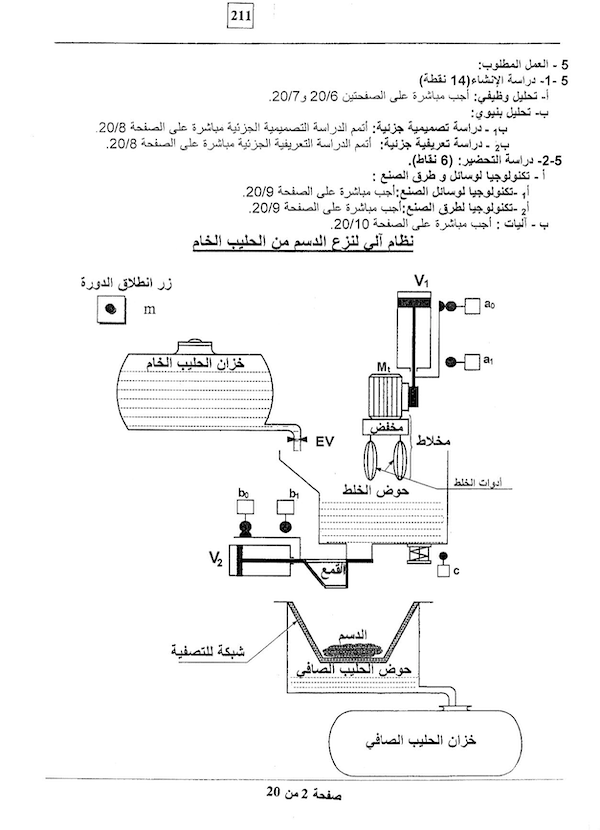 211
5 - العمل المطلوب:
5 -1- دراسة الإنشاء(14 نقطة)
أ- تحليل وظيفي: أجب مباشرة على الصفحتين 20/6 و20/7.
ب- تحليل بنيوي:
ب1 - دراسة تصميمية جزئية: أتمم الدراسة التصميمية الجزئية مباشرة على الصفحة 20/8.
ب2 - دراسة تعريفية جزئية: أتمم الدراسة التعريفية الجزئية مباشرة على الصفحة 20/8.
5-2- دراسة التحضير: (6 نقاط).
أ - تكنولوجيا لوسائل و طرق الصنع :
أ1 -تكنولوجيا لوسائل الصنع:أجب مباشرة على الصفحة 20/9.
أ2 -تكنولوجيا لطرق الصنع:أجب مباشرة على الصفحة 20/9.
ب - آليات : أجب مباشرة على الصفحة 20/10.
نظام آلي لنزع الدسم من الحليب الخام
زر انطلاق الدورة
m
V1
a0
a1
خزان الحليب الخام
Mt
مخفض
مخلاط
EV
أدوات الخلط
حوض الخلط
b0
b1
V2
القمع
c
الدسم
شبكة للتصفية
حوض الحليب الصافي
خزان الحليب الصافي
صفحة 2 من 20